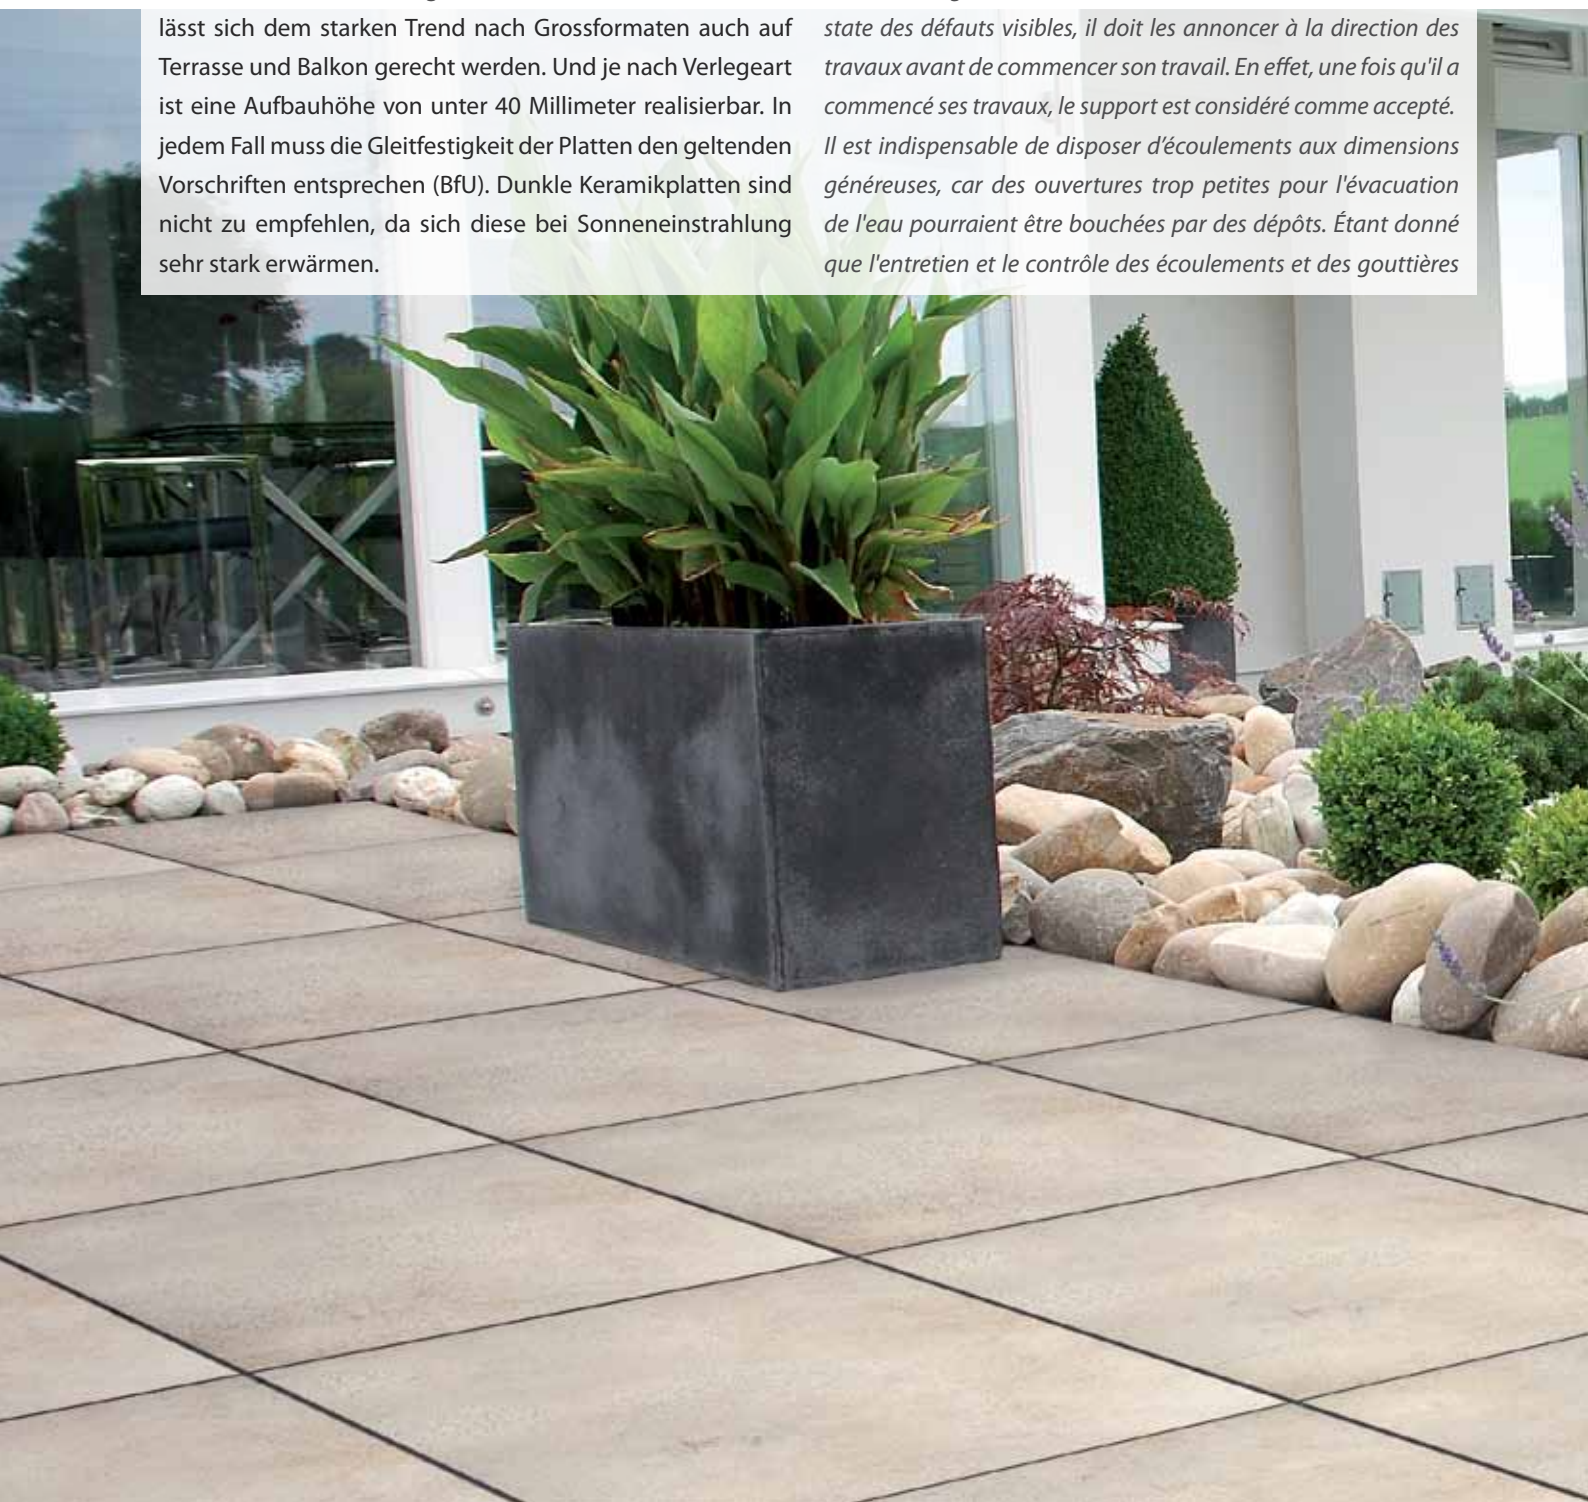 lässt sich dem starken Trend nach Grossformaten auch auf
Terrasse und Balkon gerecht werden. Und je nach Verlegeart
ist eine Aufbauhöhe von unter 40 Millimeter realisierbar. In
jedem Fall muss die Gleitfestigkeit der Platten den geltenden
Vorschriften entsprechen (BfU). Dunkle Keramikplatten sind
nicht zu empfehlen, da sich diese bei Sonneneinstrahlung
sehr stark erwärmen.
state des défauts visibles, il doit les annoncer à la direction des
travaux avant de commencer son travail. En effet, une fois qu'il a
commencé ses travaux, le support est considéré comme accepté.
Il est indispensable de disposer d'écoulements aux dimensions
généreuses, car des ouvertures trop petites pour l'évacuation
de l'eau pourraient être bouchées par des dépôts. Étant donné
que l'entretien et le contrôle des écoulements et des gouttières